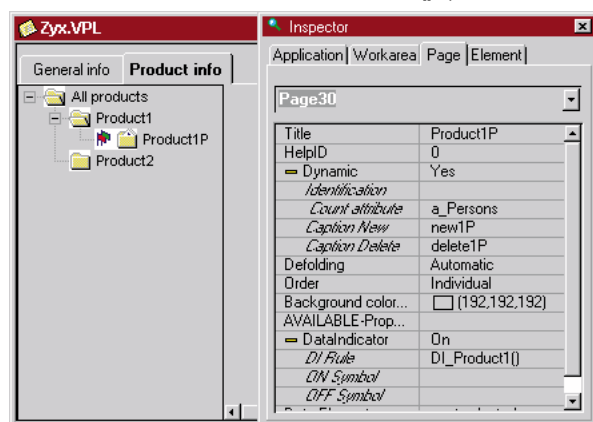 Zyx.VPL
General info Product info
All products
Product1
Product1P
Product2
Inspector
Application Workarea Page Element
Page30
Title Product1P
HelpID 0
Dynamic Yes
Identification
Count attribute a_Persons
Caption New new1P
Caption Delete delete1P
Defolding Automatic
Order Individual
Background color... (192,192,192)
AVAILABLE-Prop...
DataIndicator On
DI Rule DI_Product1()
ON Symbol
OFF Symbol